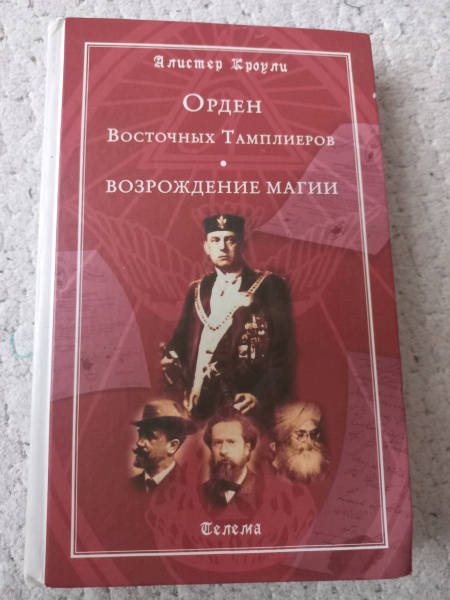 Алистер Кроули
Орден
Восточных Тамплиеров
•
ВОЗРОЖДЕНИЕ МАГИИ
Телема